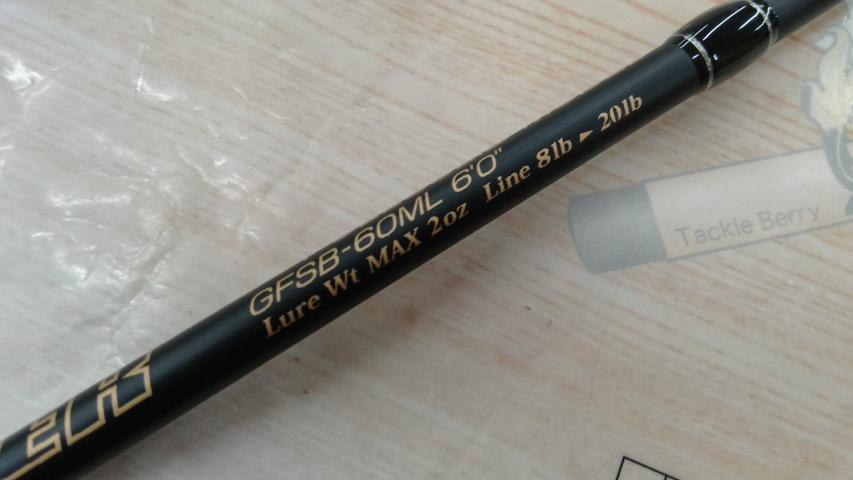 GFSB-60ML 6'0"
Lure Wt MAX 2oz Line 8lb ► 20lb
Tackle Berry